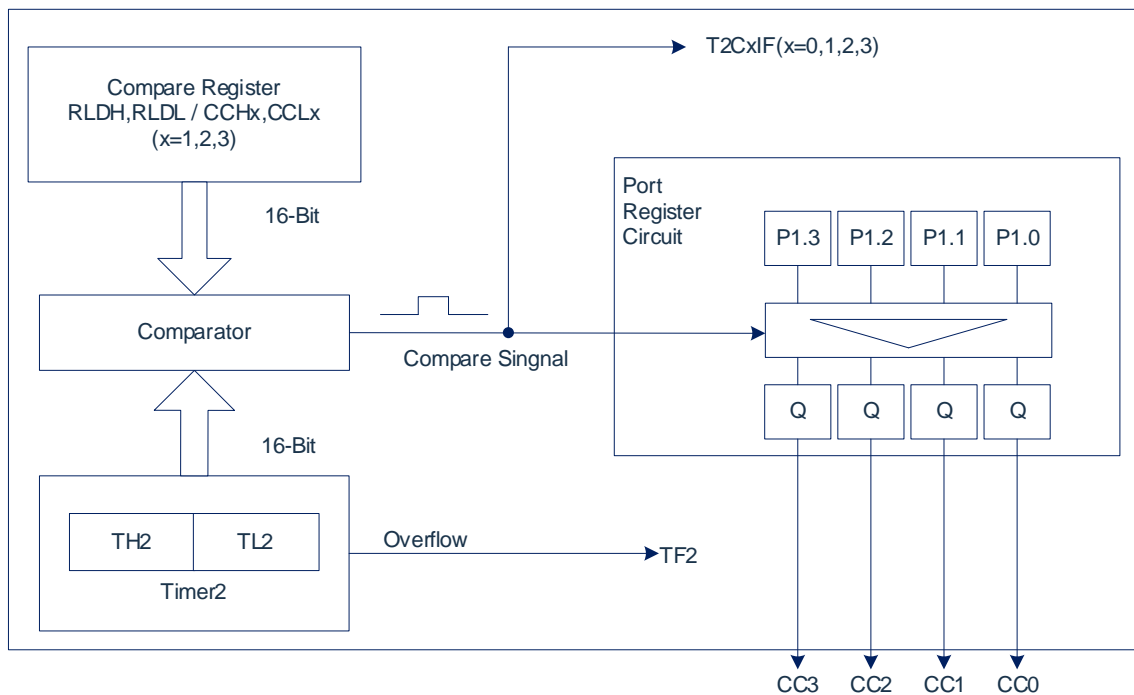 T2CxIF(x=0,1,2,3)
Compare Register
RLDH,RLDL / CCHx,CCLx
(x=1,2,3)
16-Bit
Port
Register
Circuit
P1.3
P1.2
P1.1
P1.0
Comparator
Compare Singnal
Q
Q
Q
Q
16-Bit
TH2
TL2
Timer2
Overflow
TF2
CC3
CC2
CC1
CC0